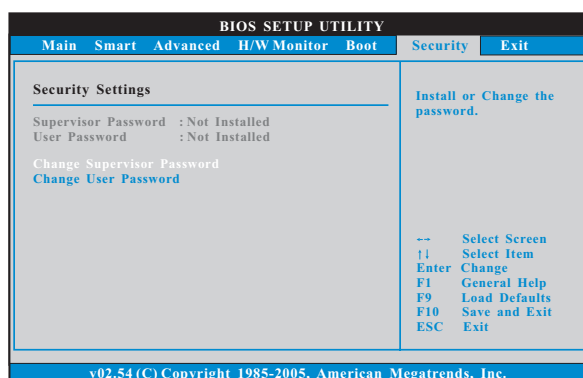 BIOS SETUP UTILITY
Main Smart Advanced H/W Monitor Boot Security Exit
Security Settings
Supervisor Password : Not Installed
User Password : Not Installed
Change Supervisor Password
Change User Password
Install or Change the
password.
←→ Select Screen
↑↓ Select Item
Enter Change
F1 General Help
F9 Load Defaults
F10 Save and Exit
ESC Exit
v02.54 (C) Copyright 1985-2005, American Megatrends, Inc.